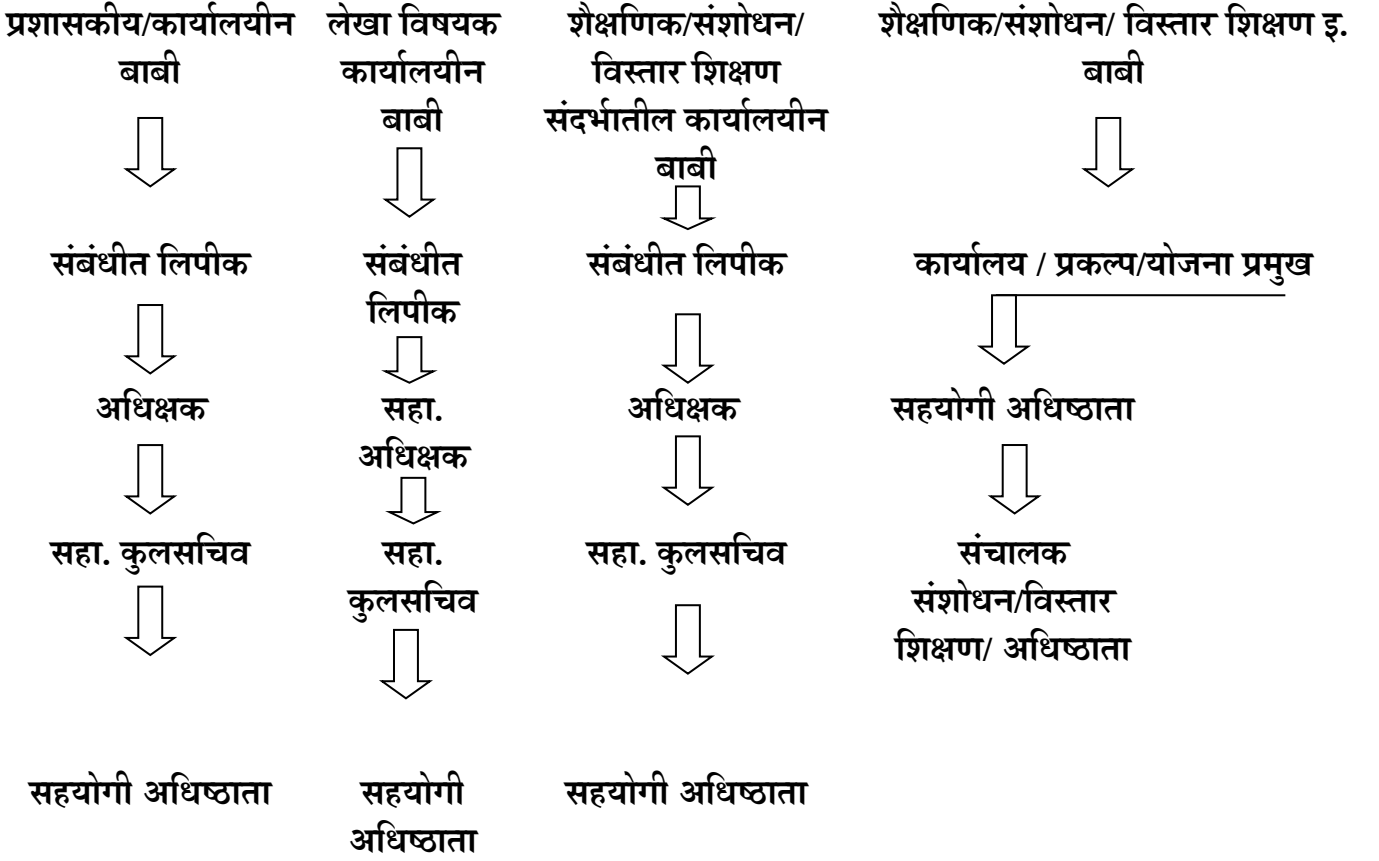 प्रशासकीय/कार्यालयीन
बाबी
संबंधीत लिपीक
अधिक्षक
सहा. कुलसचिव
सहयोगी अधिष्ठाता
लेखा विषयक
कार्यालयीन
बाबी
संबंधीत
लिपीक
सहा.
अधिक्षक
सहा.
कुलसचिव
सहयोगी
अधिष्ठाता
शैक्षणिक/संशोधन/
विस्तार शिक्षण
संदर्भातील कार्यालयीन
बाबी
संबंधीत लिपीक
अधिक्षक
सहा. कुलसचिव
सहयोगी अधिष्ठाता
शैक्षणिक/संशोधन/ विस्तार शिक्षण इ.
बाबी
कार्यालय / प्रकल्प/योजना प्रमुख
सहयोगी अधिष्ठाता
संचालक
संशोधन/विस्तार
शिक्षण/ अधिष्ठाता